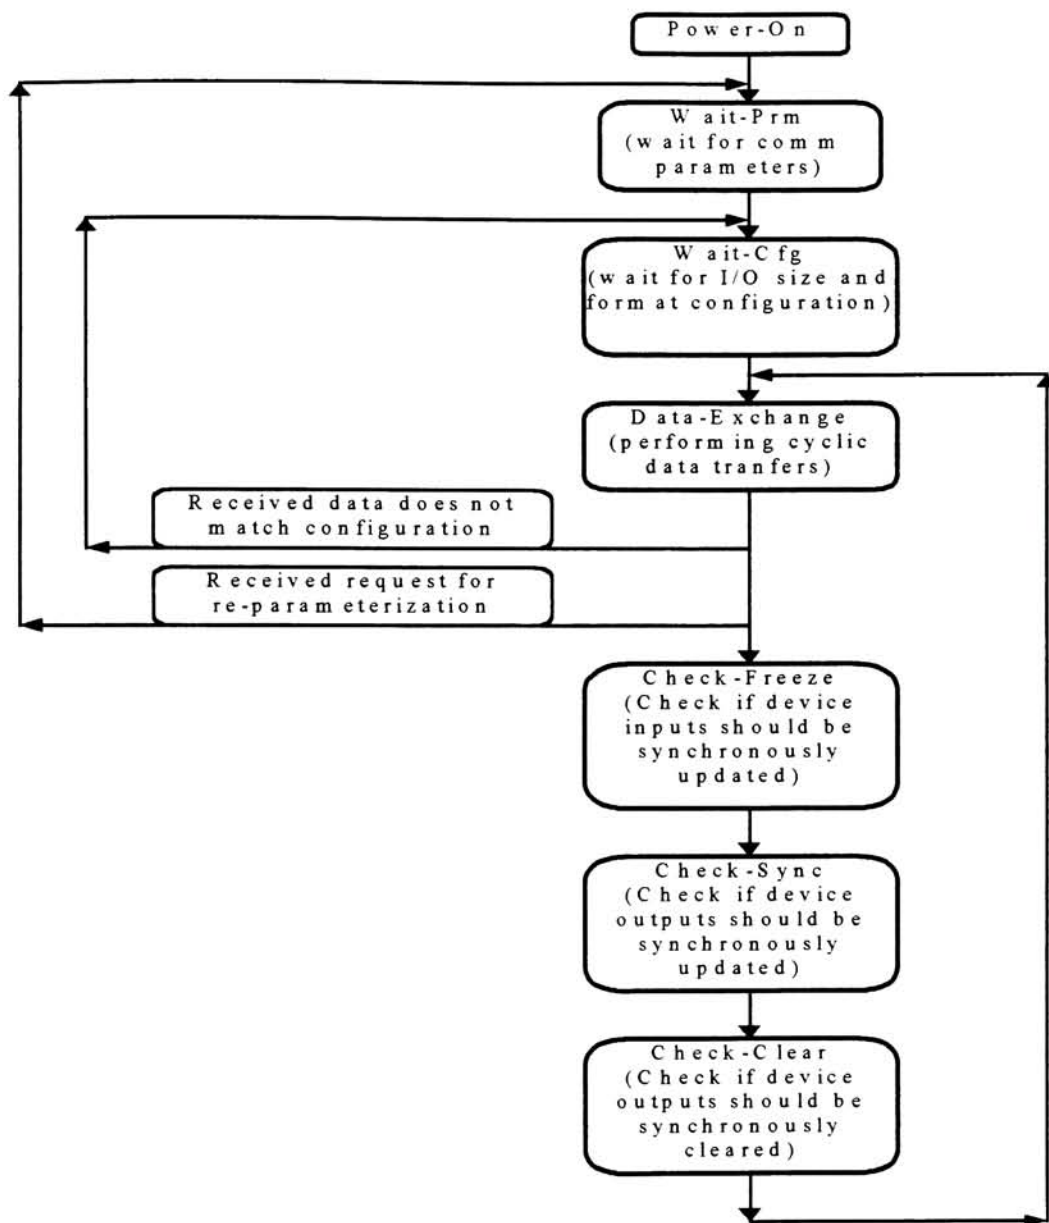 Power-On
Wait-Prm
(wait for comm
parameters)
Wait-Cfg
(wait for I/O size and
format configuration)
Data-Exchange
(performing cyclic
data tranfers)
Received data does not
match configuration
Received request for
re-parameterization
Check-Freeze
(Check if device
inputs should be
synchronously
updated)
Check-Sync
(Check if device
outputs should be
synchronously
updated)
Check-Clear
(Check if device
outputs should be
synchronously
cleared)